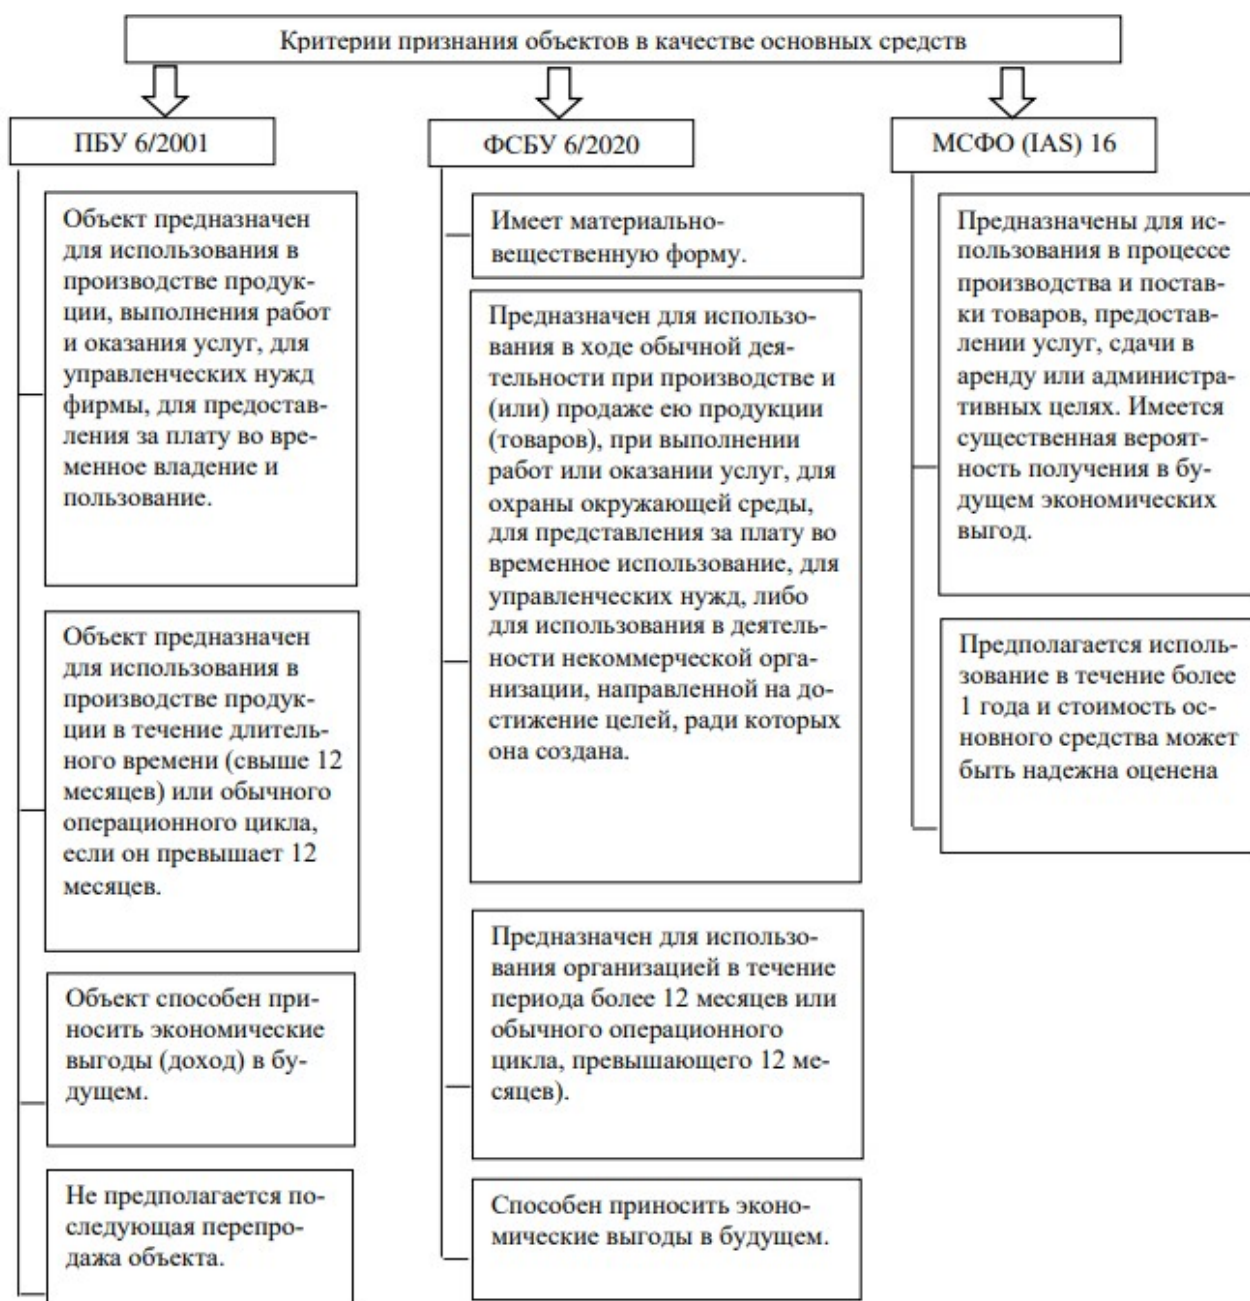 Критерии признания объектов в качестве основных средств
ПБУ 6/2001
Объект предназначен
для использования в
производстве продук-
ции, выполнения работ
и оказания услуг, для
управленческих нужд
фирмы, для предостав-
ления за плату во вре-
менное владение и
пользование.
Объект предназначен
для использования в
производстве продук-
ции в течение длитель-
ного времени (свыше 12
месяцев) или обычного
операционного цикла,
если он превышает 12
месяцев.
Объект способен при-
носить экономические
выгоды (доход) в бу-
дущем.
Не предполагается по-
следующая перепро-
дажа объекта.
ФСБУ 6/2020
Имеет материально-
вещественную форму.
Предназначен для использо-
вания в ходе обычной дея-
тельности при производстве и
(или) продаже ею продукции
(товаров), при выполнении
работ или оказании услуг, для
охраны окружающей среды,
для представления за плату во
временное использование, для
управленческих нужд, либо
для использования в деятель-
ности некоммерческой орга-
низации, направленной на до-
стижение целей, ради которых
она создана.
Предназначен для использо-
вания организацией в течение
периода более 12 месяцев или
обычного операционного
цикла, превышающего 12 ме-
сяцев).
Способен приносить эконо-
мические выгоды в будущем.
МСФО (IAS) 16
Предназначены для ис-
пользования в процессе
производства и постав-
ки товаров, предостав-
лении услуг, сдачи в
аренду или администра-
тивных целях. Имеется
существенная вероят-
ность получения в бу-
дущем экономических
выгод.
Предполагается исполь-
зование в течение более
1 года и стоимость ос-
новного средства может
быть надежна оценена